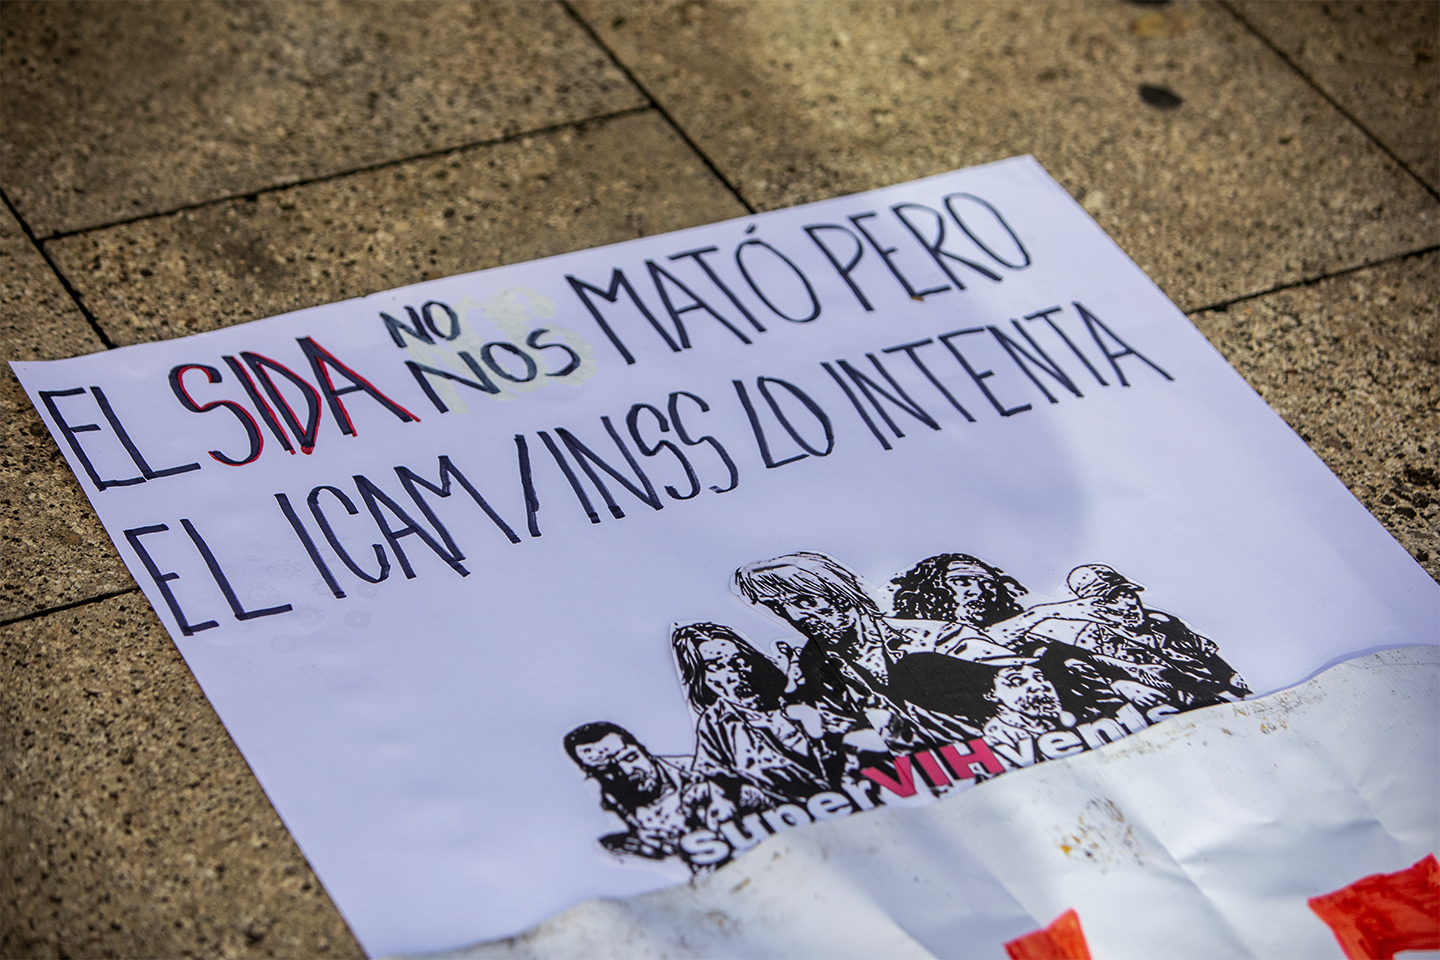 EL SIDA NO NOS MATÓ PERO
EL ICAM/INSS LO INTENTA
superVIHvents